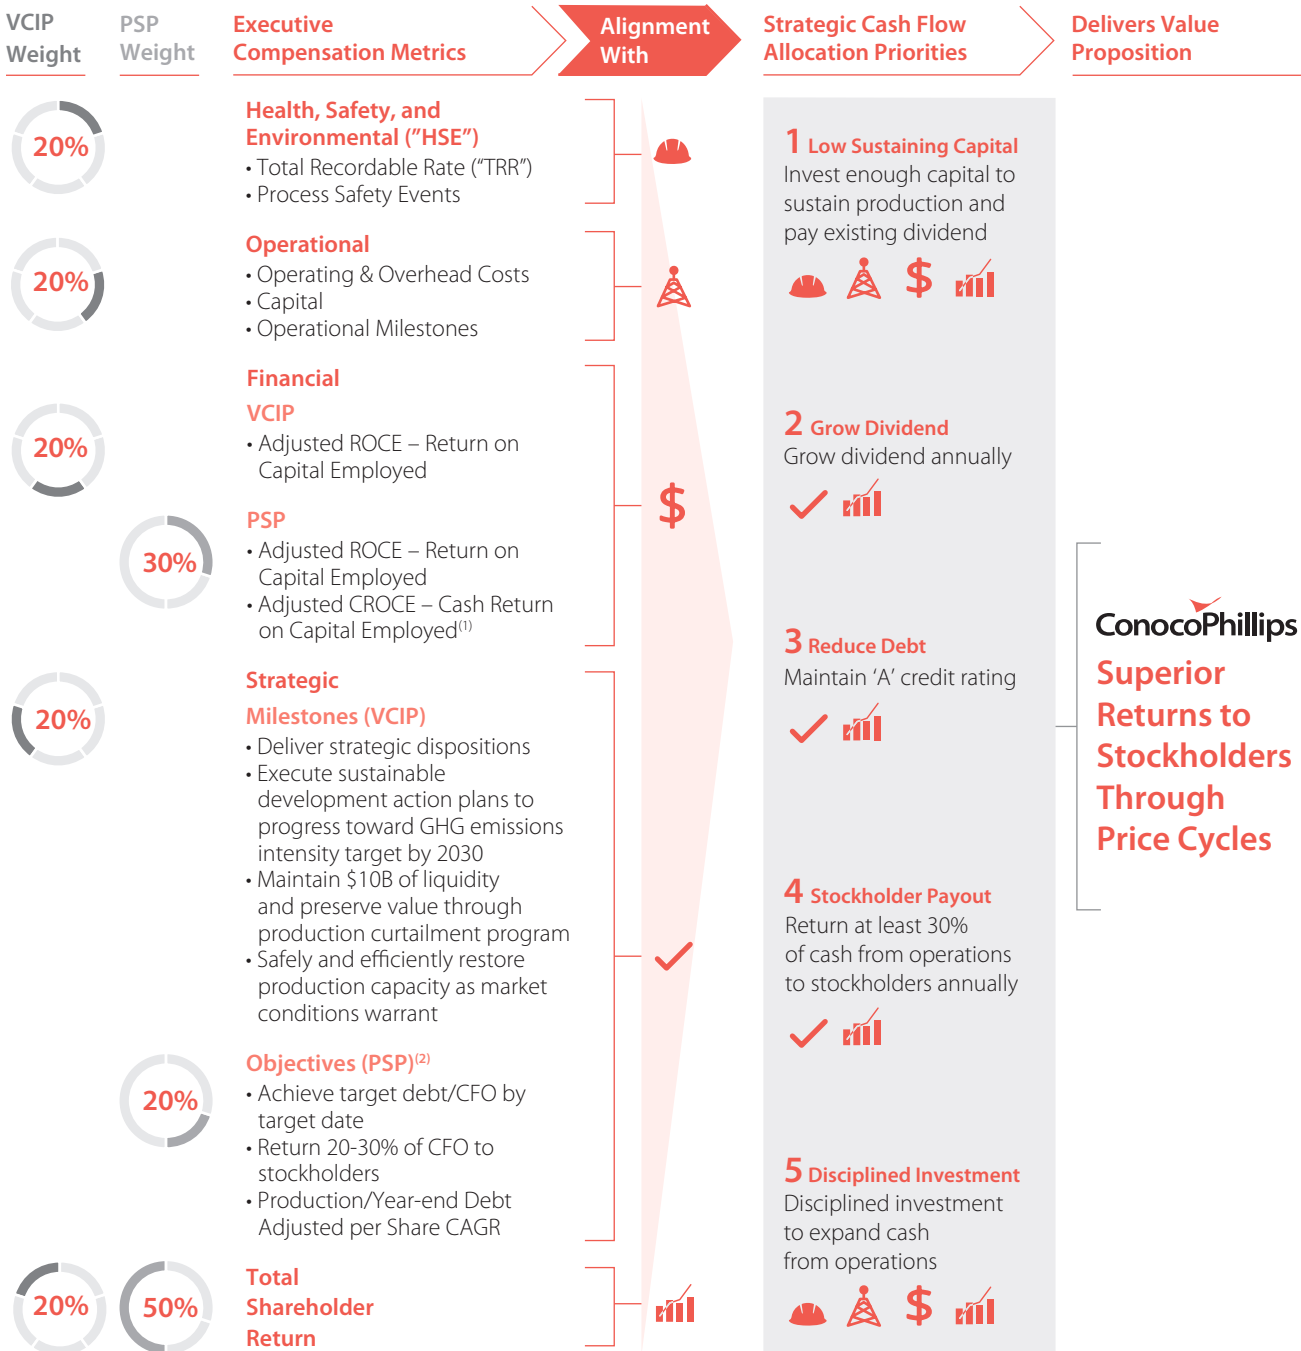 VCIP
Weight
PSP
Weight
Executive
Compensation Metrics
Alignment
With
Strategic Cash Flow
Allocation Priorities
Delivers Value
Proposition
20%
Health, Safety, and
Environmental ("HSE")
• Total Recordable Rate ("TRR")
• Process Safety Events
20%
Operational
• Operating & Overhead Costs
• Capital
• Operational Milestones
Financial
20%
VCIP
• Adjusted ROCE – Return on
Capital Employed
30%
PSP
• Adjusted ROCE – Return on
Capital Employed
• Adjusted CROCE – Cash Return
on Capital Employed(1)
$
20%
Strategic
Milestones (VCIP)
• Deliver strategic dispositions
• Execute sustainable
development action plans to
progress toward GHG emissions
intensity target by 2030
• Maintain $10B of liquidity
and preserve value through
production curtailment program
• Safely and efficiently restore
production capacity as market
conditions warrant
20%
Objectives (PSP)(2)
• Achieve target debt/CFO by
target date
• Return 20-30% of CFO to
stockholders
• Production/Year-end Debt
Adjusted per Share CAGR
20%
50%
Total
Shareholder
Return
1 Low Sustaining Capital
Invest enough capital to
sustain production and
pay existing dividend
$
2 Grow Dividend
Grow dividend annually
3 Reduce Debt
Maintain ‘A’ credit rating
4 Stockholder Payout
Return at least 30%
of cash from operations
to stockholders annually
5 Disciplined Investment
Disciplined investment
to expand cash
from operations
$
ConocoPhillips
Superior
Returns to
Stockholders
Through
Price Cycles